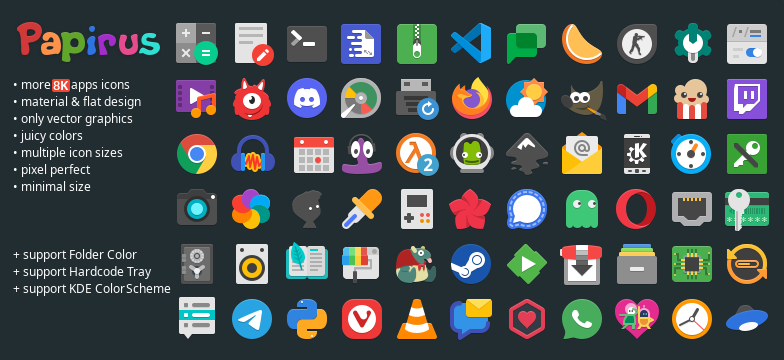 Papirus
• more 8K apps icons
• material & flat design
• only vector graphics
• juicy colors
• multiple icon sizes
• pixel perfect
• minimal size
+ support Folder Color
+ support Hardcode Tray
+ support KDE ColorScheme
λ 2
@
K